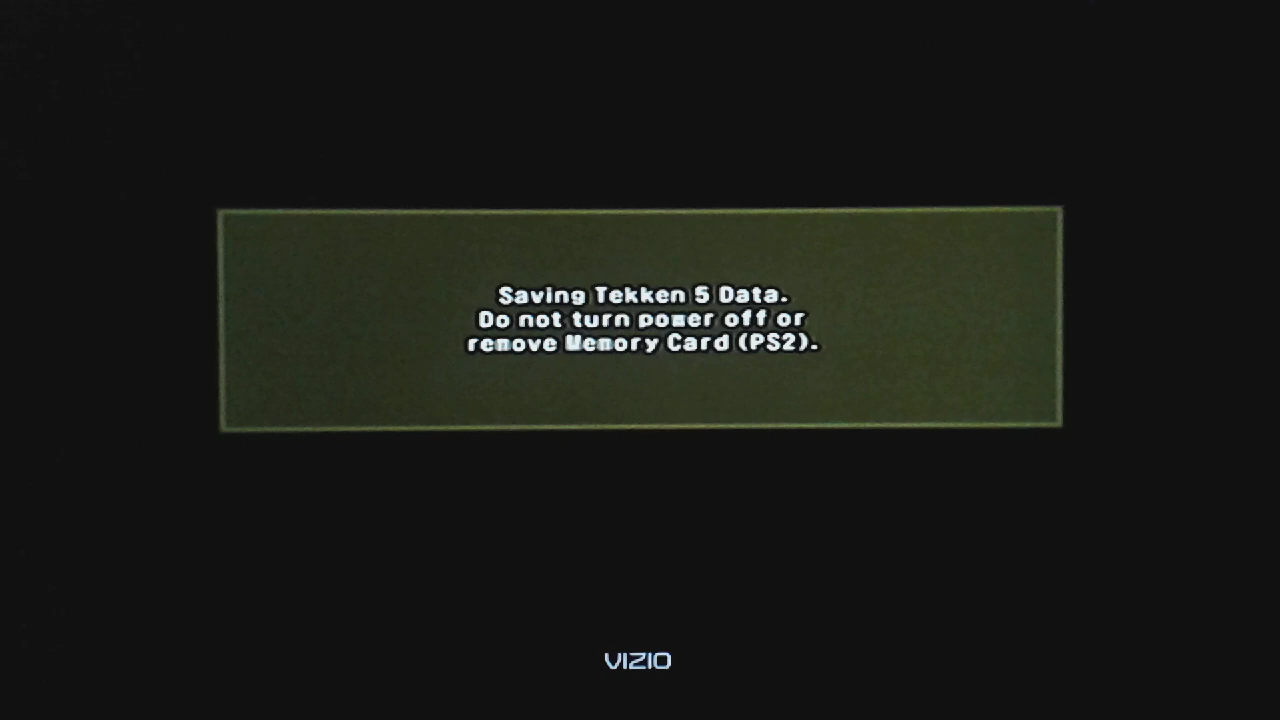 Saving Tekken 5 Data.
Do not turn power off or
remove Memory Card (PS2).
VIZIO